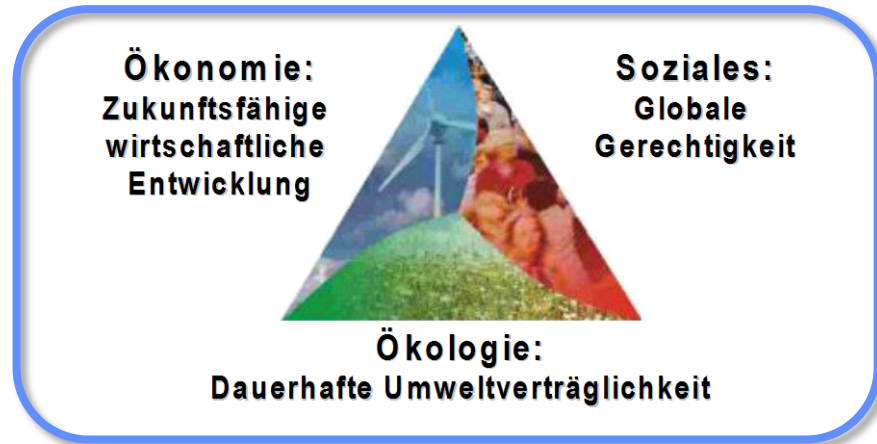 Ökonomie:
Zukunftsfähige
wirtschaftliche
Entwicklung
Soziales:
Globale
Gerechtigkeit
Ökologie:
Dauerhafte Umweltverträglichkeit